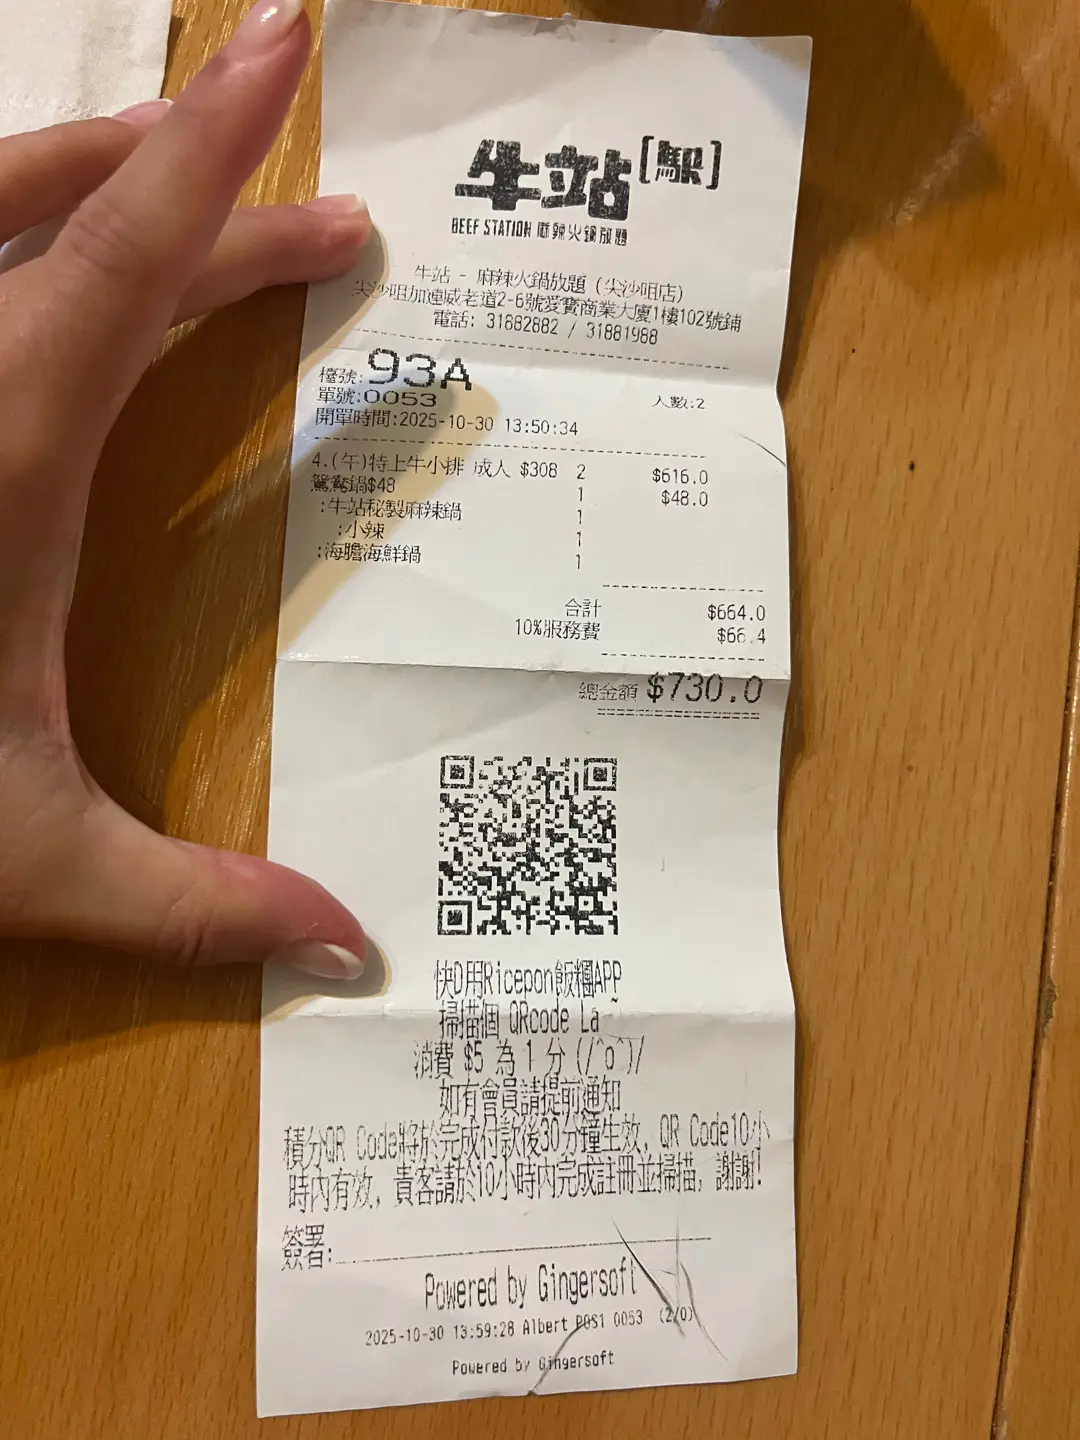 牛站[駅]
BEEF STATION 麻辣火鍋放題
牛站 - 麻辣火鍋放題 (尖沙咀店)
尖沙咀加連威老道2-6號愛賓商業大廈1樓102號鋪
電話: 31882882 / 31881988
檯號:93A
單號:0053 人數:2
開單時間:2025-10-30 13:50:34
4.(午)特上牛小排 成人 $308 2 $616.0
鴛鴦鍋$48 1 $48.0
:牛站秘製麻辣鍋 1
:小辣 1
:海膽海鮮鍋 1
合計 $664.0
10%服務費 $66.4
總金額 $730.0
快D用Ricepon飯糰APP
掃描個 QRcode La~
消費 $5 為 1 分 (/^o^)/
如有會員請提前通知
積分QR Code將於完成付款後30分鐘生效, QR Code10小
時內有效, 貴客請於10小時內完成註冊並掃描, 謝謝!
簽署:
Powered by Gingersoft
2025-10-30 13:59:28 Albert POS1 0053 (2/0)
Powered by Gingersoft